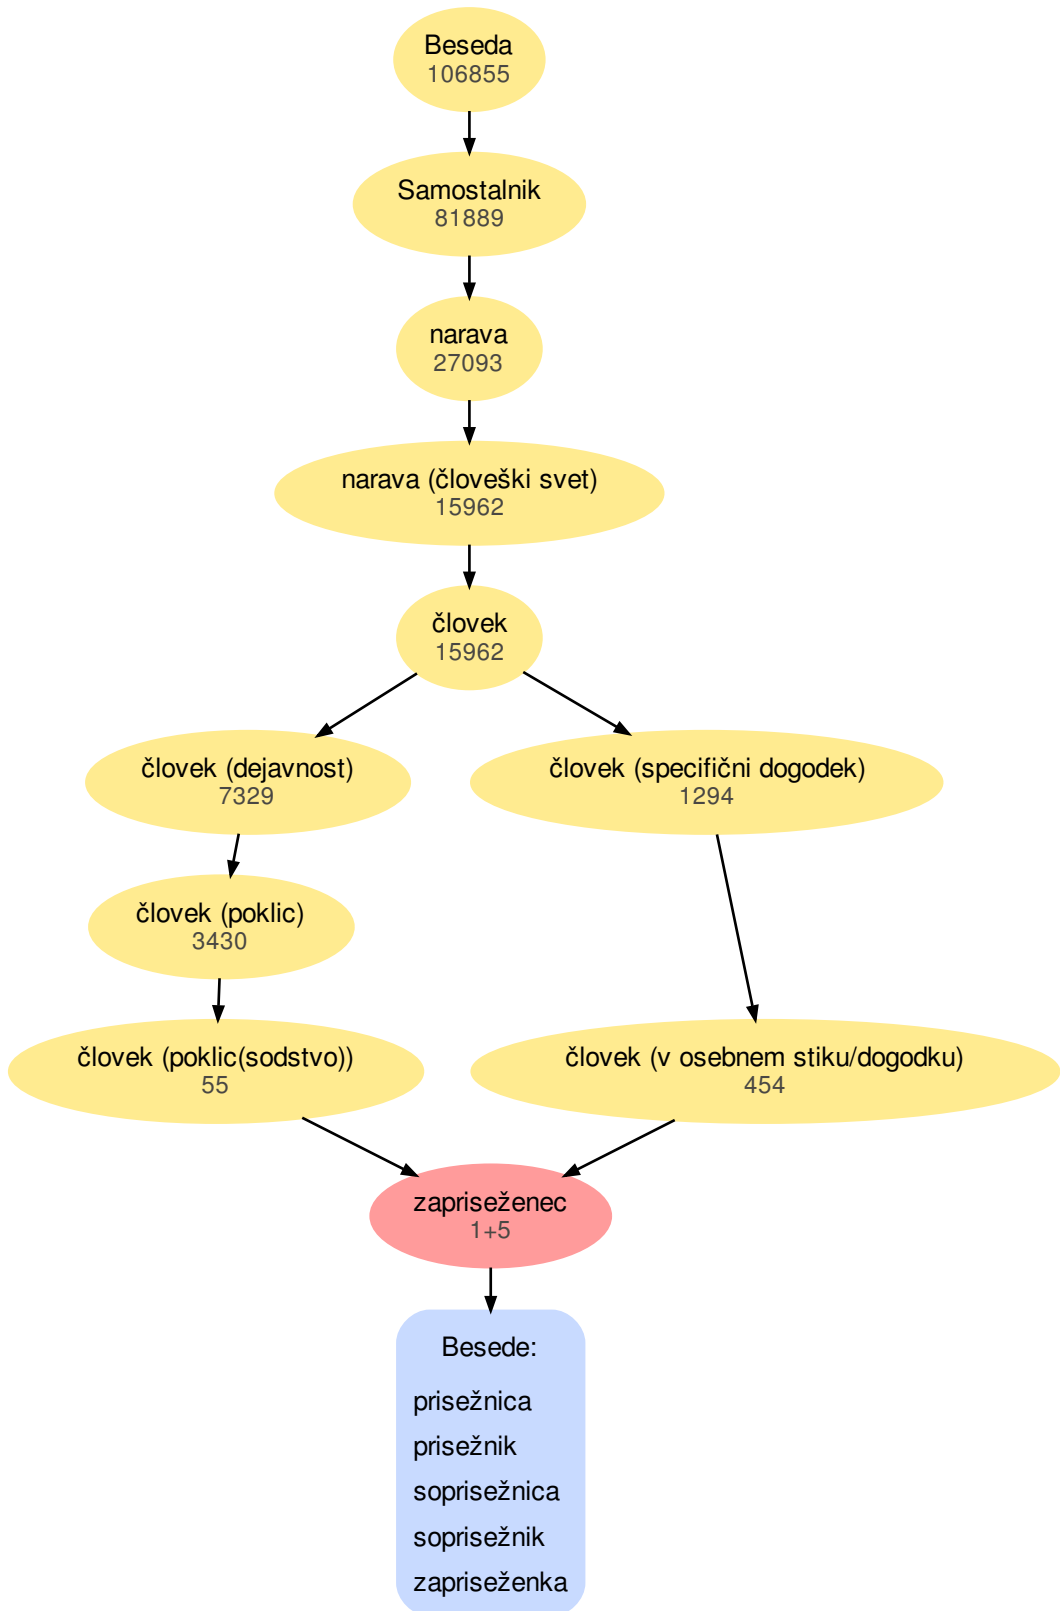 Beseda
106855
Samostalnik
81889
narava
27093
narava (človeški svet)
15962
človek
15962
človek (dejavnost)
7329
človek (specifični dogodek)
1294
človek (poklic)
3430
človek (poklic(sodstvo))
55
človek (v osebnem stiku/dogodku)
454
zapriseženec
1+5
Besede:
prisežnica
prisežnik
soprisežnica
soprisežnik
zapriseženka